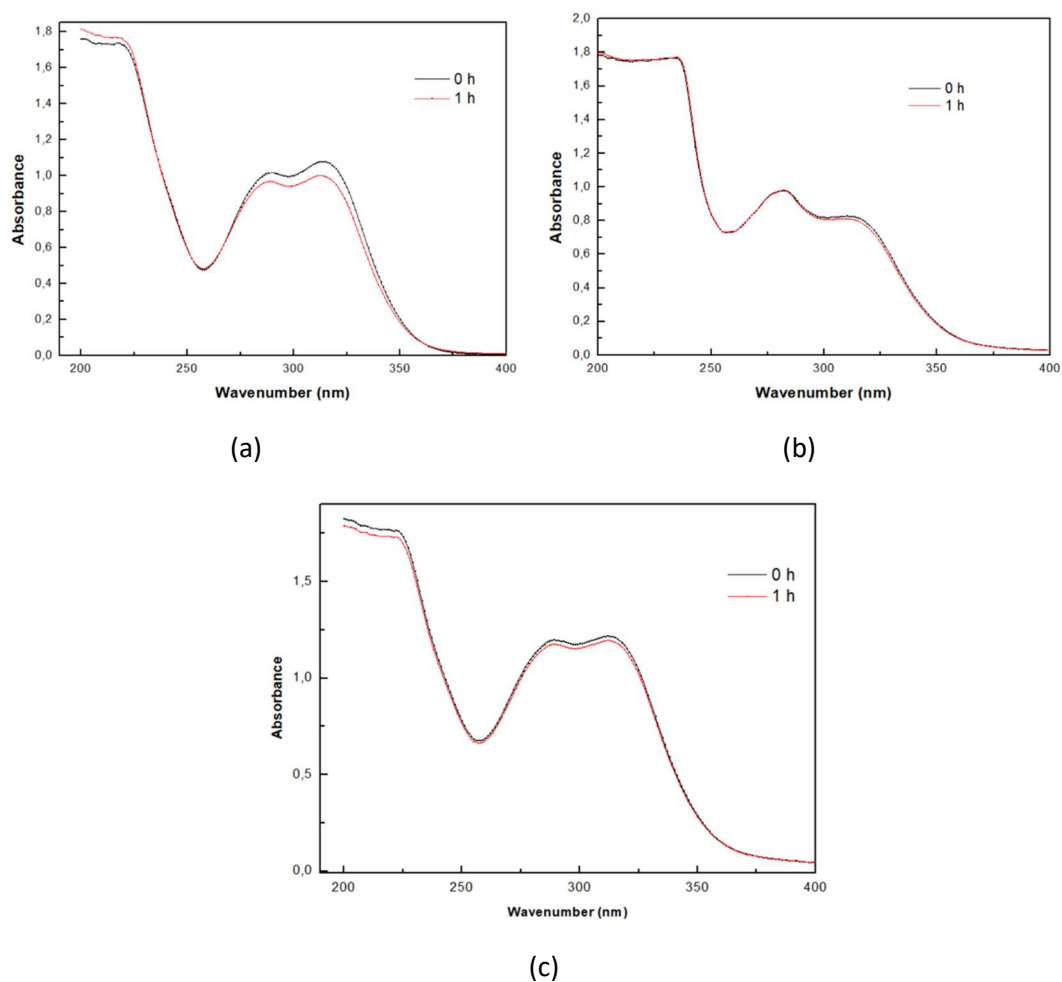 1,8
1,6
1,4
1,2
1,0
0,8
0,6
0,4
0,2
0,0
Absorbance
0 h
1 h
200 250 300 350 400
Wavenumber (nm)
(a)
2,0
1,8
1,6
1,4
1,2
1,0
0,8
0,6
0,4
0,2
0,0
Absorbance
0 h
1 h
200 250 300 350 400
Wavenumber (nm)
(b)
1,5
1,0
0,5
0,0
Absorbance
0 h
1 h
200 250 300 350 400
Wavenumber (nm)
(c)